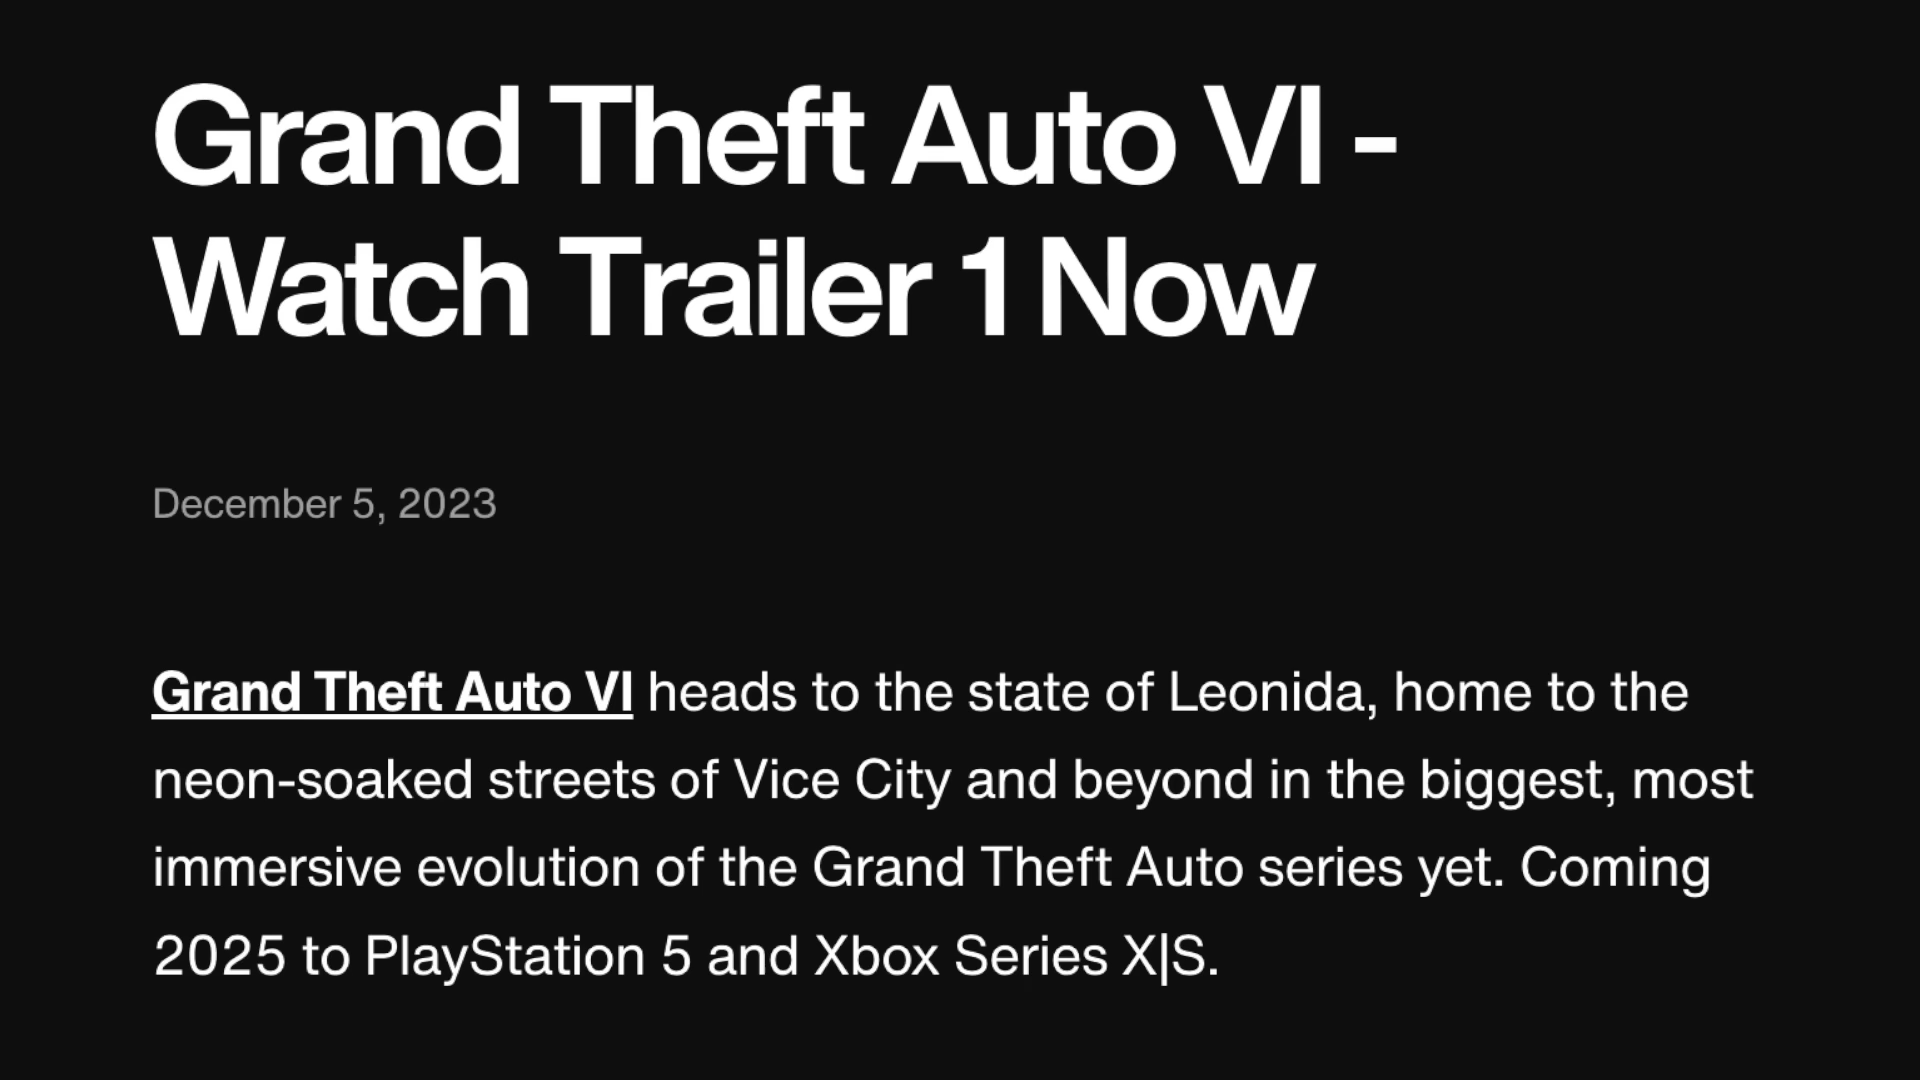 Grand Theft Auto VI -
Watch Trailer 1 Now
December 5, 2023
Grand Theft Auto VI heads to the state of Leonida, home to the
neon-soaked streets of Vice City and beyond in the biggest, most
immersive evolution of the Grand Theft Auto series yet. Coming
2025 to PlayStation 5 and Xbox Series X|S.